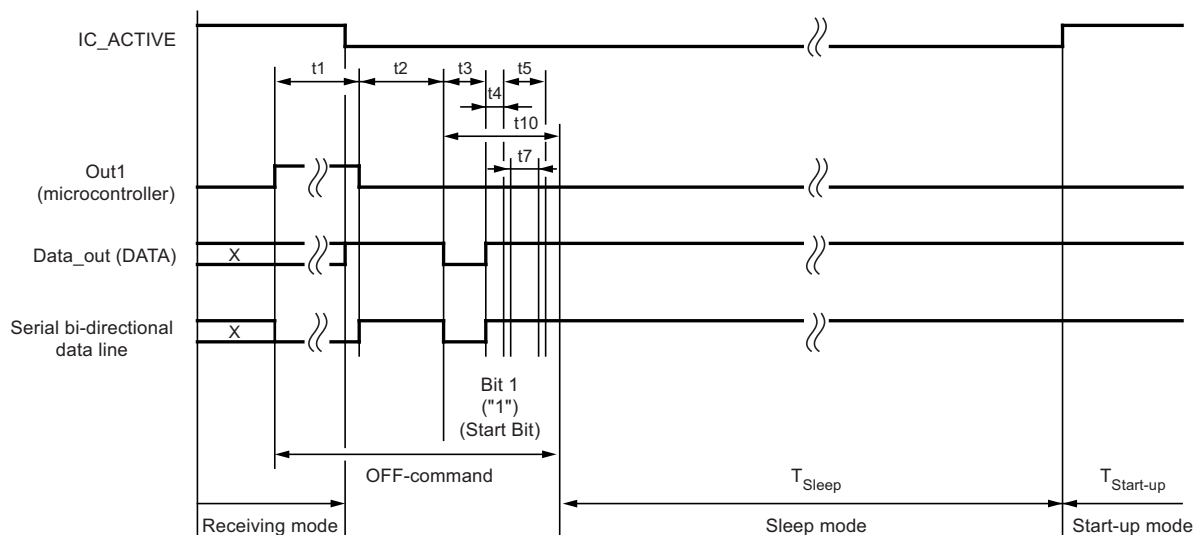 IC_ACTIVE
t1
t2
t3
t5
t4
t10
t7
Out1
(microcontroller)
Data_out (DATA)
X
Serial bi-directional
data line
X
Bit 1
("1")
(Start Bit)
OFF-command
TSleep
TStart-up
Receiving mode
Sleep mode
Start-up mode